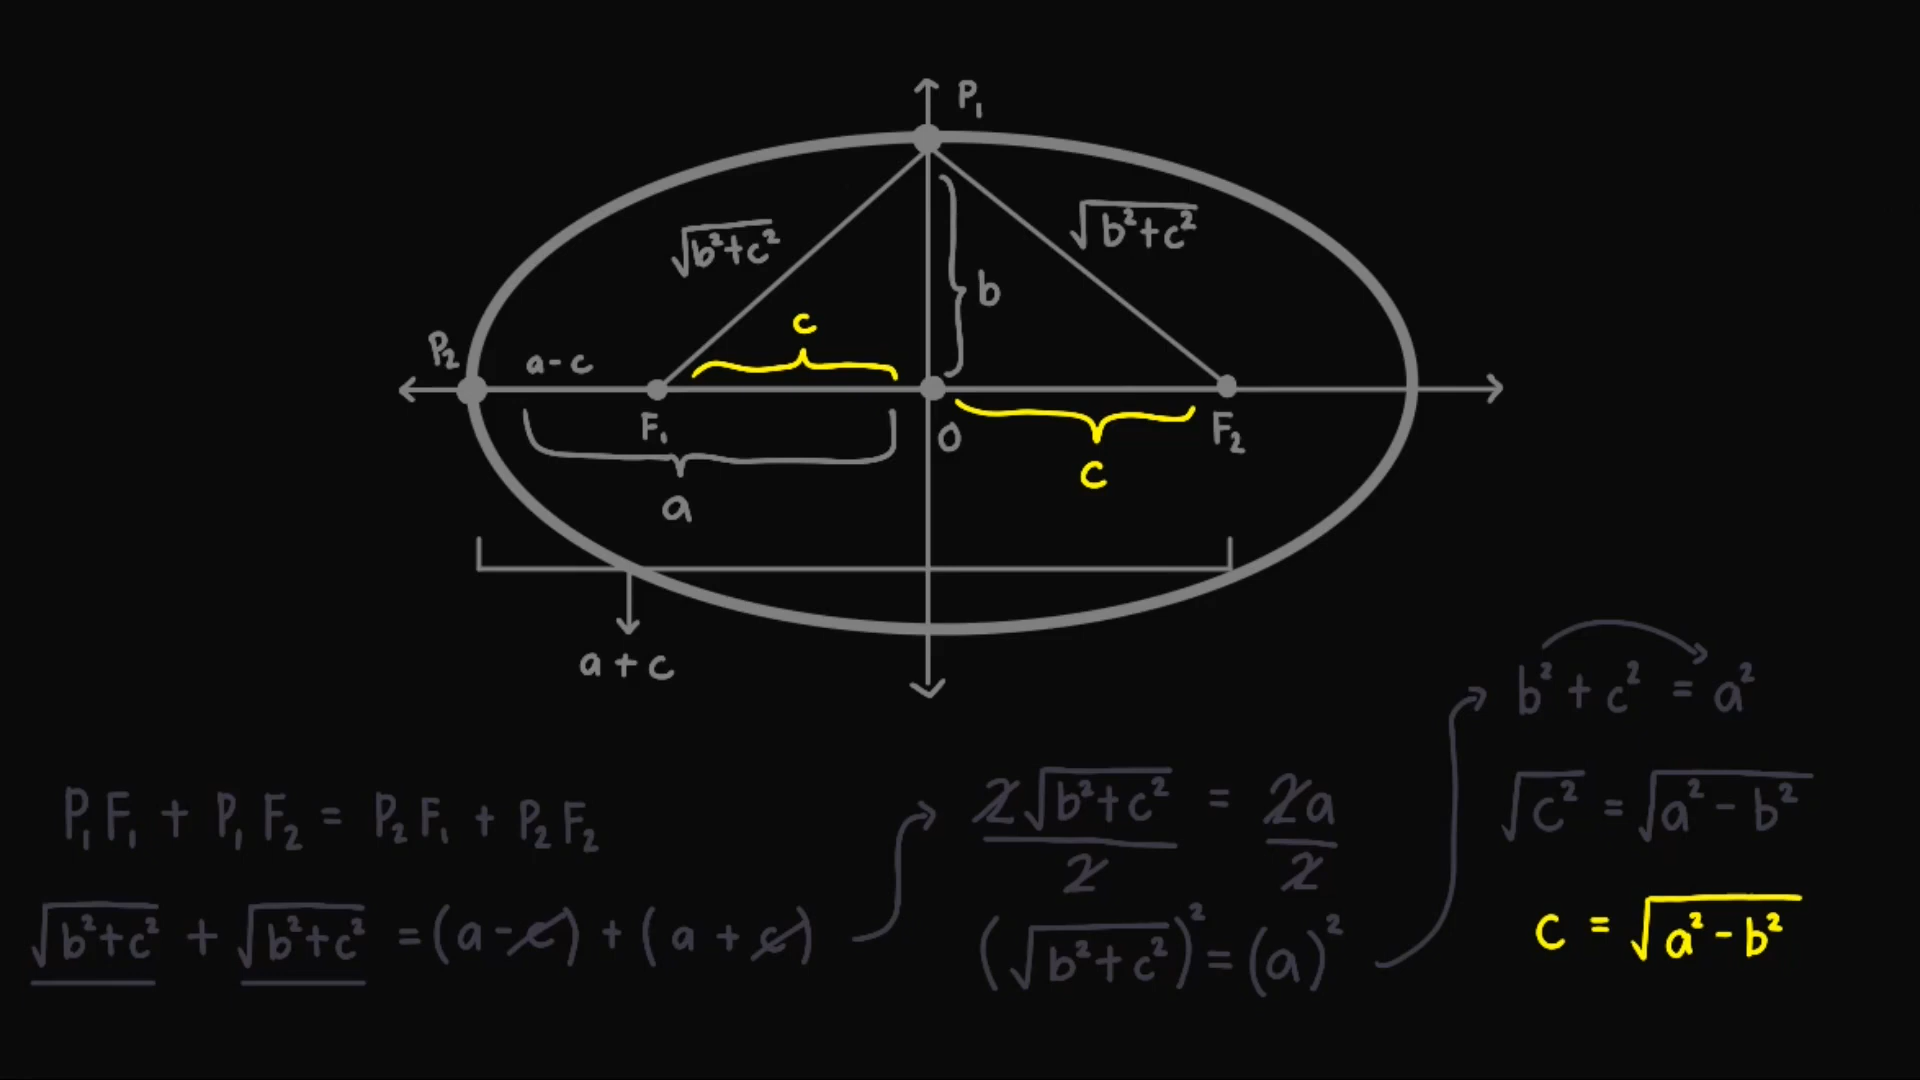 P₁
√b²+c²
√b²+c²
b
c
P₂
a-c
F₁
O
F₂
c
a
a + c
b² + c² = a²
√c² = √a² - b²
c = √a² - b²
P₁F₁ + P₁F₂ = P₂F₁ + P₂F₂
√b²+c² + √b²+c² = (a-c) + (a + c)
2√b²+c² = 2a
2 2
(√b²+c²)² = (a)²